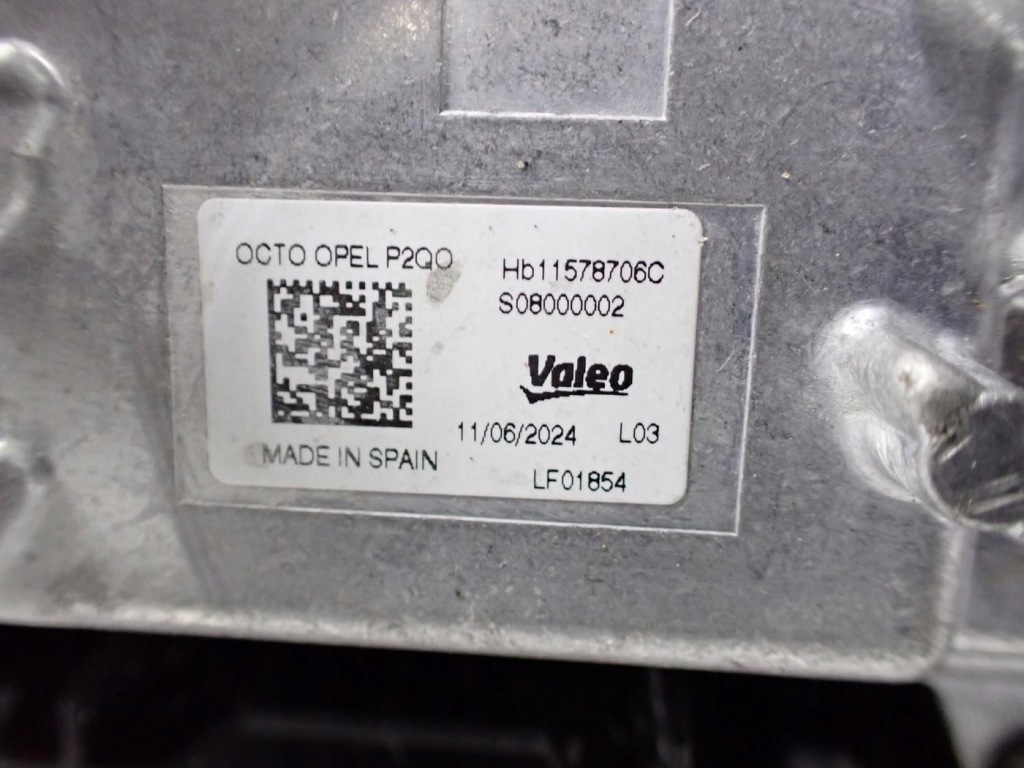 OCTO OPEL P2QO
Hb11578706C
S08000002
Valeo
11/06/2024 L03
MADE IN SPAIN
LF01854